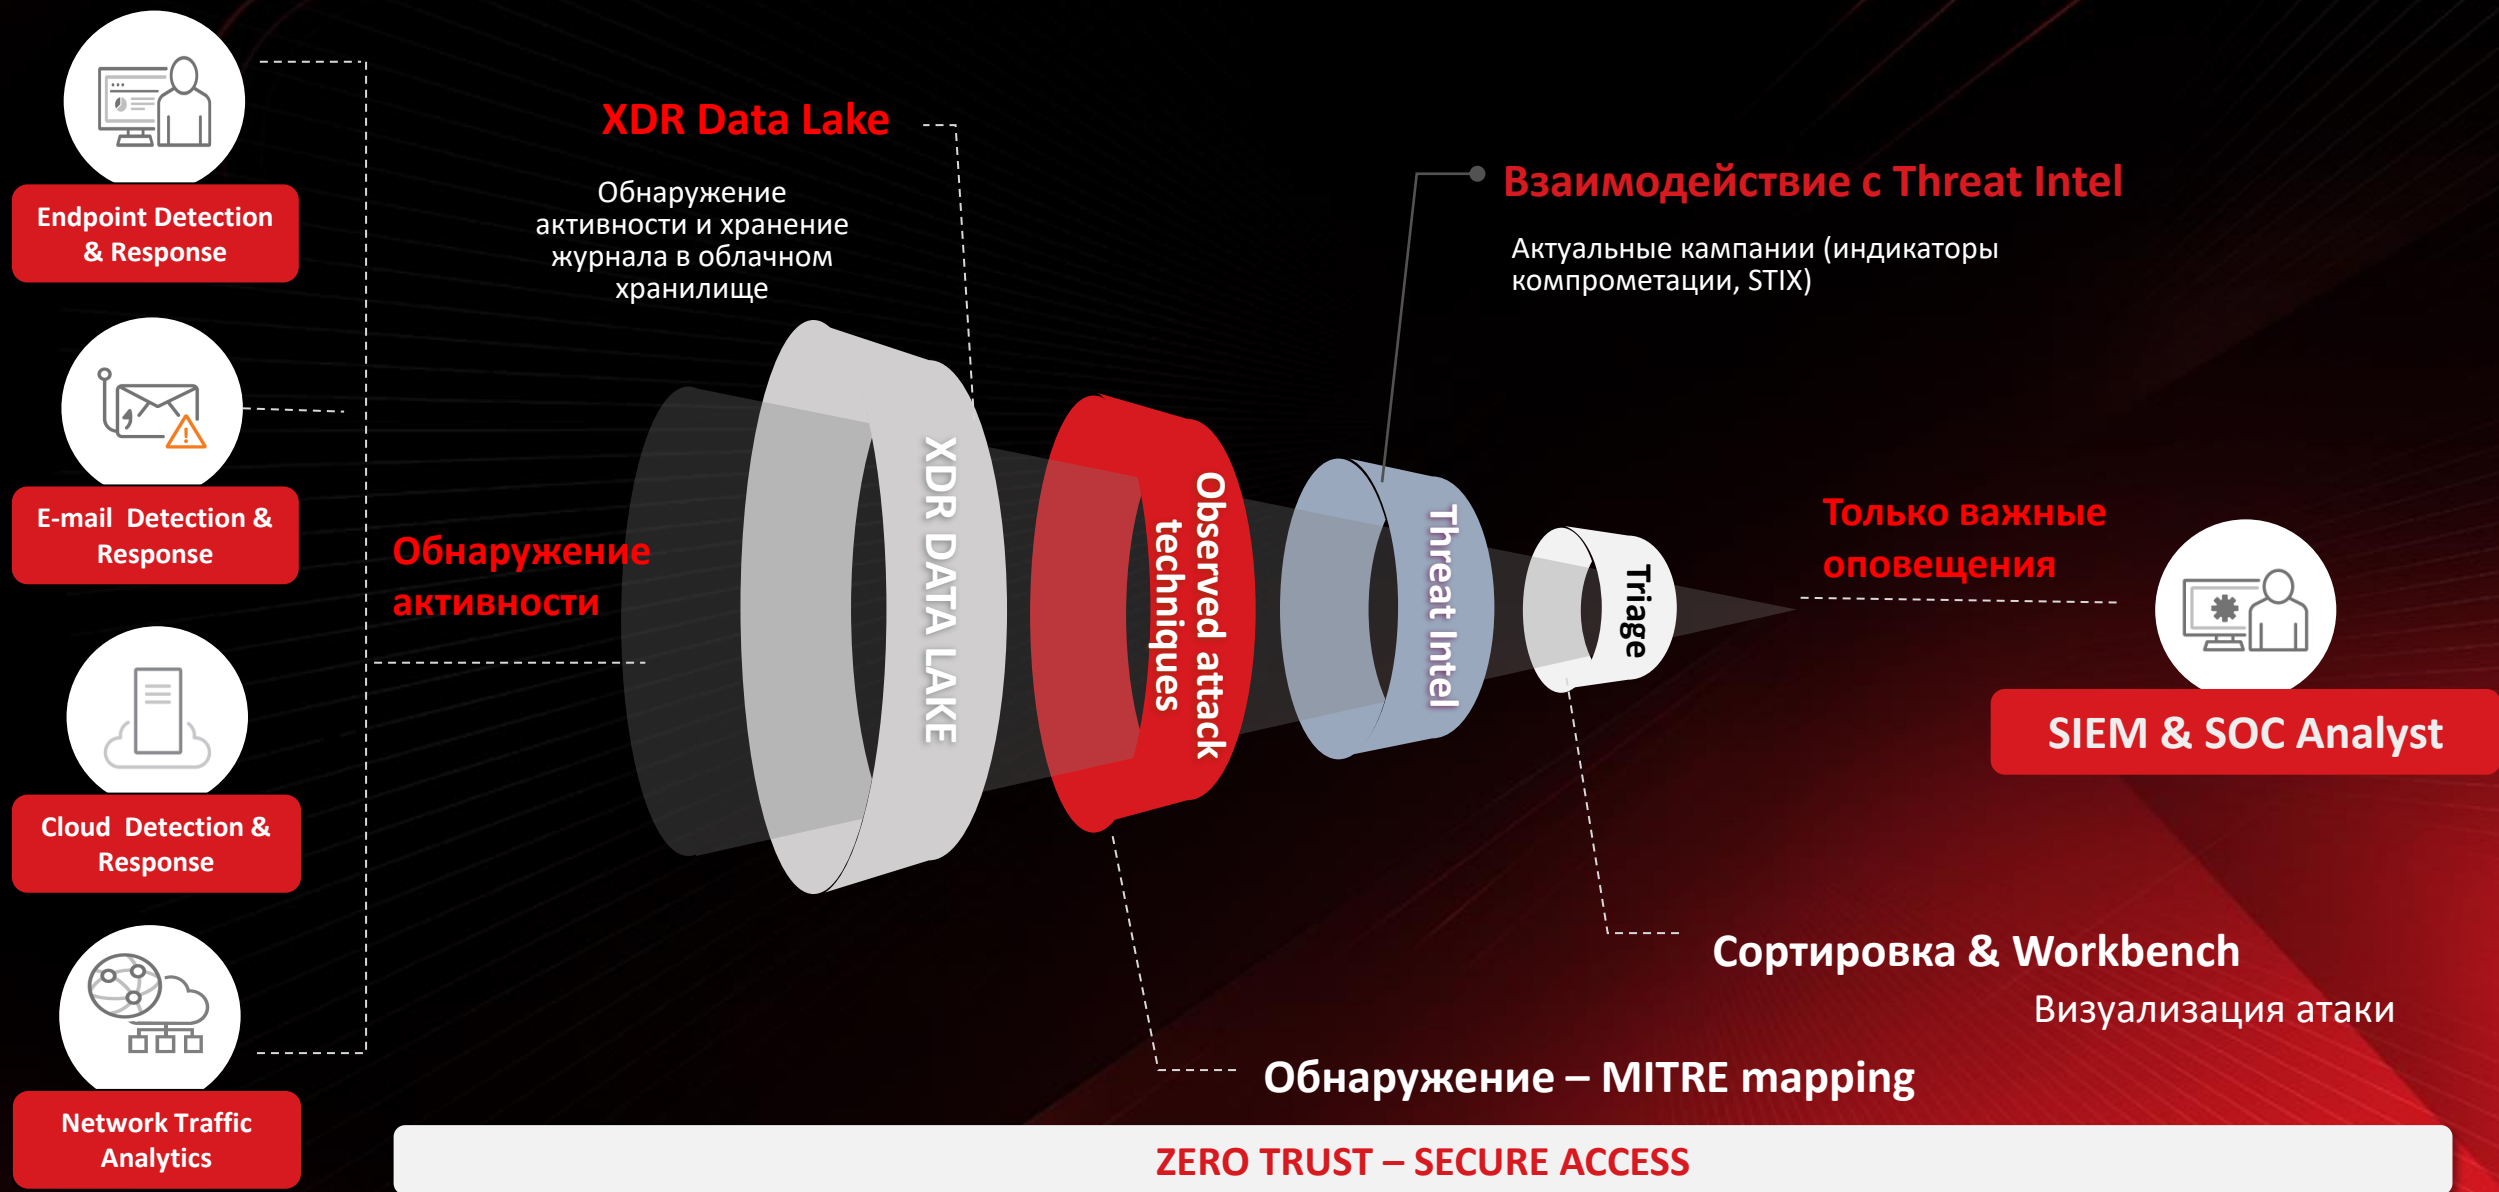 Endpoint Detection
& Response
E-mail Detection &
Response
Cloud Detection &
Response
Network Traffic
Analytics
Обнаружение
активности
XDR Data Lake
Обнаружение
активности и хранение
журнала в облачном
хранилище
XDR DATA LAKE
Observed attack
techniques
Threat Intel
Triage
Взаимодействие с Threat Intel
Актуальные кампании (индикаторы
компрометации, STIX)
Только важные
оповещения
SIEM & SOC Analyst
Сортировка & Workbench
Визуализация атаки
Обнаружение – MITRE mapping
ZERO TRUST – SECURE ACCESS